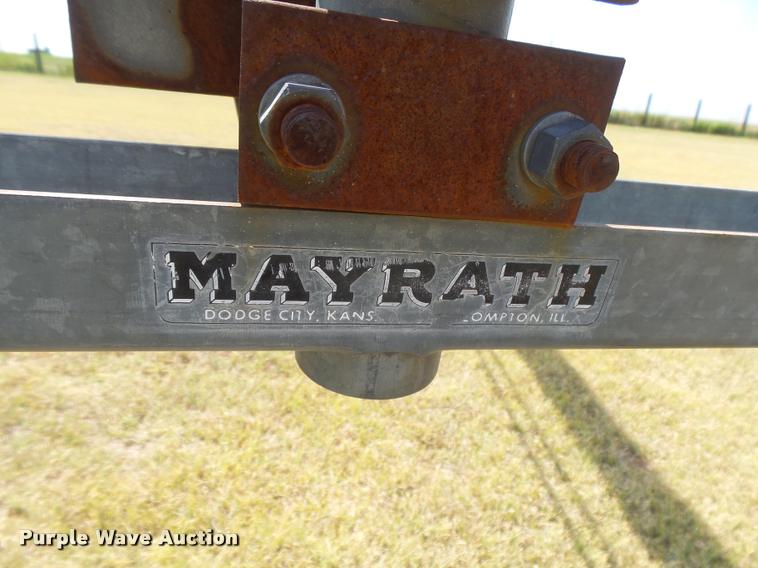 MAYRATH
DODGE CITY, KANS. OMPTON, ILL.
Purple Wave Auction